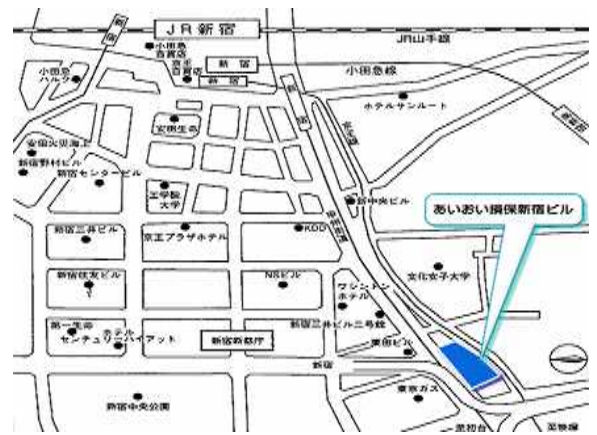 JR新宿
JR山手線
小田急
百貨店
京王
百貨店
新宿
新宿
小田急線
小田急
ハルク
ホテルサンルート
安田生命
安田火災海上
新宿野村ビル
新宿センタービル
工学院
大学
新中央ビル
あいおい損保新宿ビル
新宿三井ビル
京王プラザホテル
KDD
文化女子大学
新宿住友ビル
NSビル
ワシントン
ホテル
第一生命
ホテル
センチュリーハイアット
新宿新都庁
新宿三井ビル二号館
新宿
東京ガス
新宿中央公園
至初台